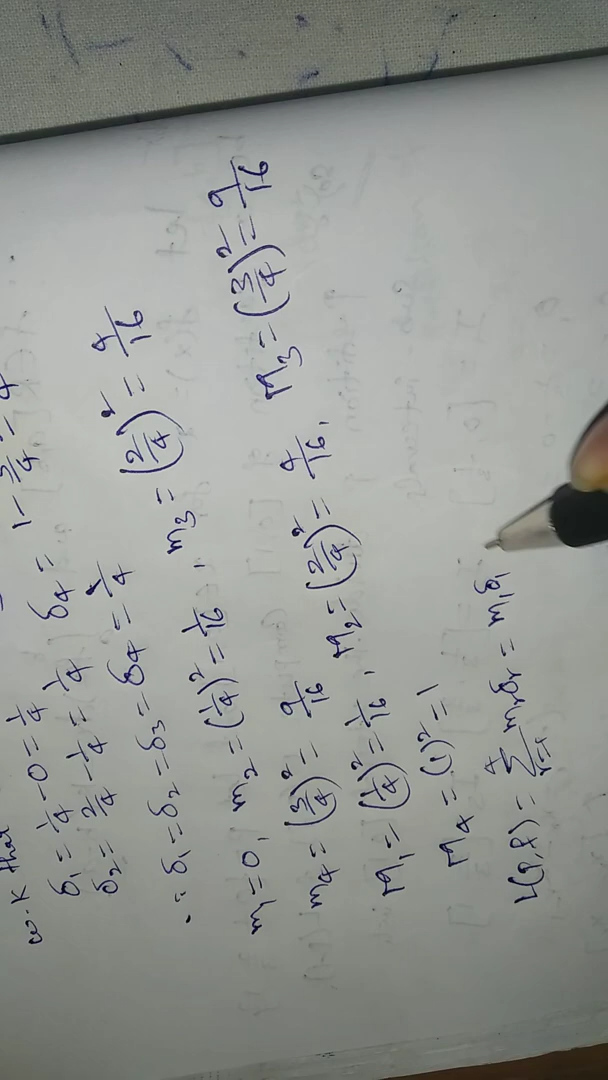 w.k that
δ₁ = 1/4 - 0 = 1/4
δ₂ = 2/4 - 1/4 = 1/4, δ₄ = 1 - 3/4 =
∴ δ₁ = δ₂ = δ₃ = δ₄ = 1/4
m₁ = 0, m₂ = (1/4)² = 1/16, m₃ = (2/4)² = 4/16
m₄ = (3/4)² = 9/16
M₁ = (1/4)² = 1/16, M₂ = (2/4)² = 4/16, M₃ = (3/4)² = 9/16
M₄ = (1)² = 1
L(P,f) = 4∑r=1 mᵣδᵣ = m₁δ₁